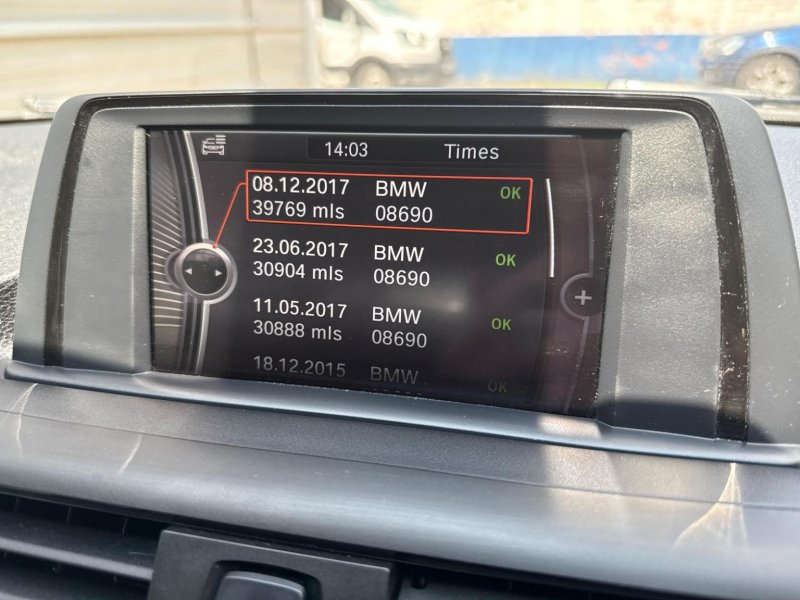 14:03 Times
08.12.2017 BMW OK
39769 mls 08690
23.06.2017 BMW OK
30904 mls 08690
11.05.2017 BMW OK
30888 mls 08690
18.12.2015 BMW OK